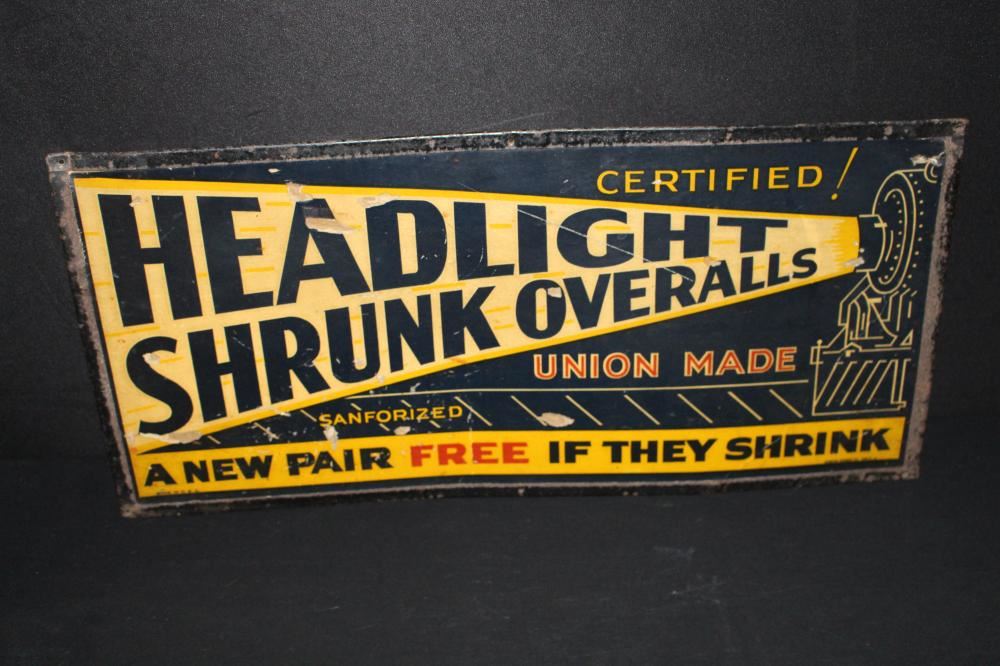 CERTIFIED!
HEADLIGHT
SHRUNK OVERALLS
UNION MADE
SANFORIZED
A NEW PAIR FREE IF THEY SHRINK